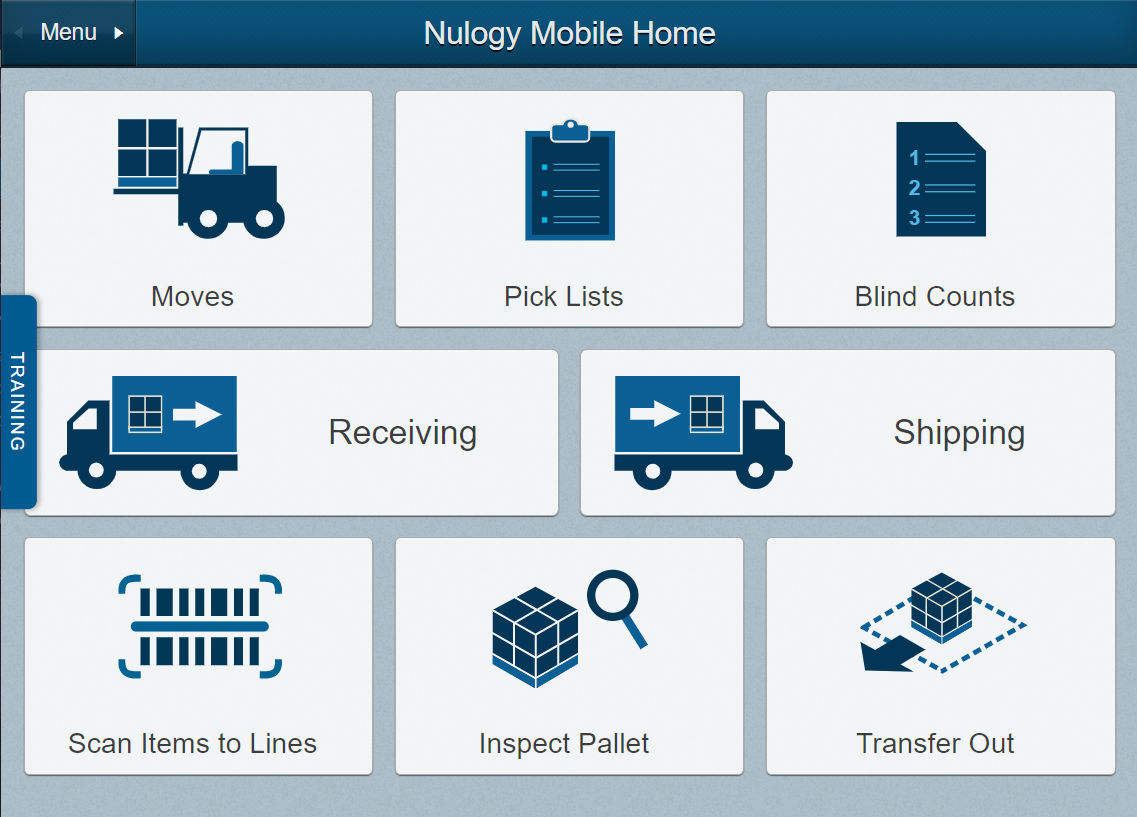 Menu
Nulogy Mobile Home
Moves
Pick Lists
1
2
3
Blind Counts
TRAINING
Receiving
Shipping
Scan Items to Lines
Inspect Pallet
Transfer Out